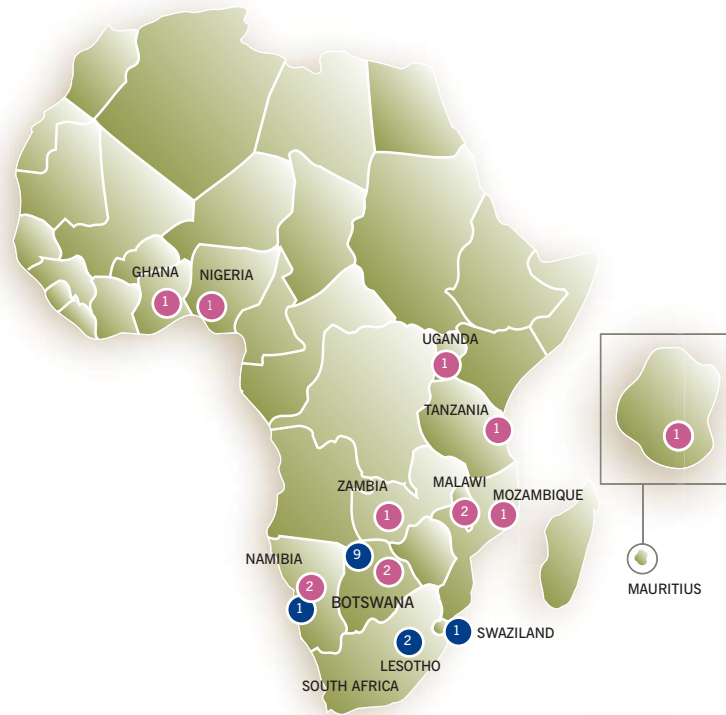 GHANA
NIGERIA
1
1
UGANDA
1
TANZANIA
1
1
ZAMBIA
MALAWI
MOZAMBIQUE
1
2
1
9
NAMIBIA
2
2
1
BOTSWANA
MAURITIUS
1
SWAZILAND
2
LESOTHO
SOUTH AFRICA